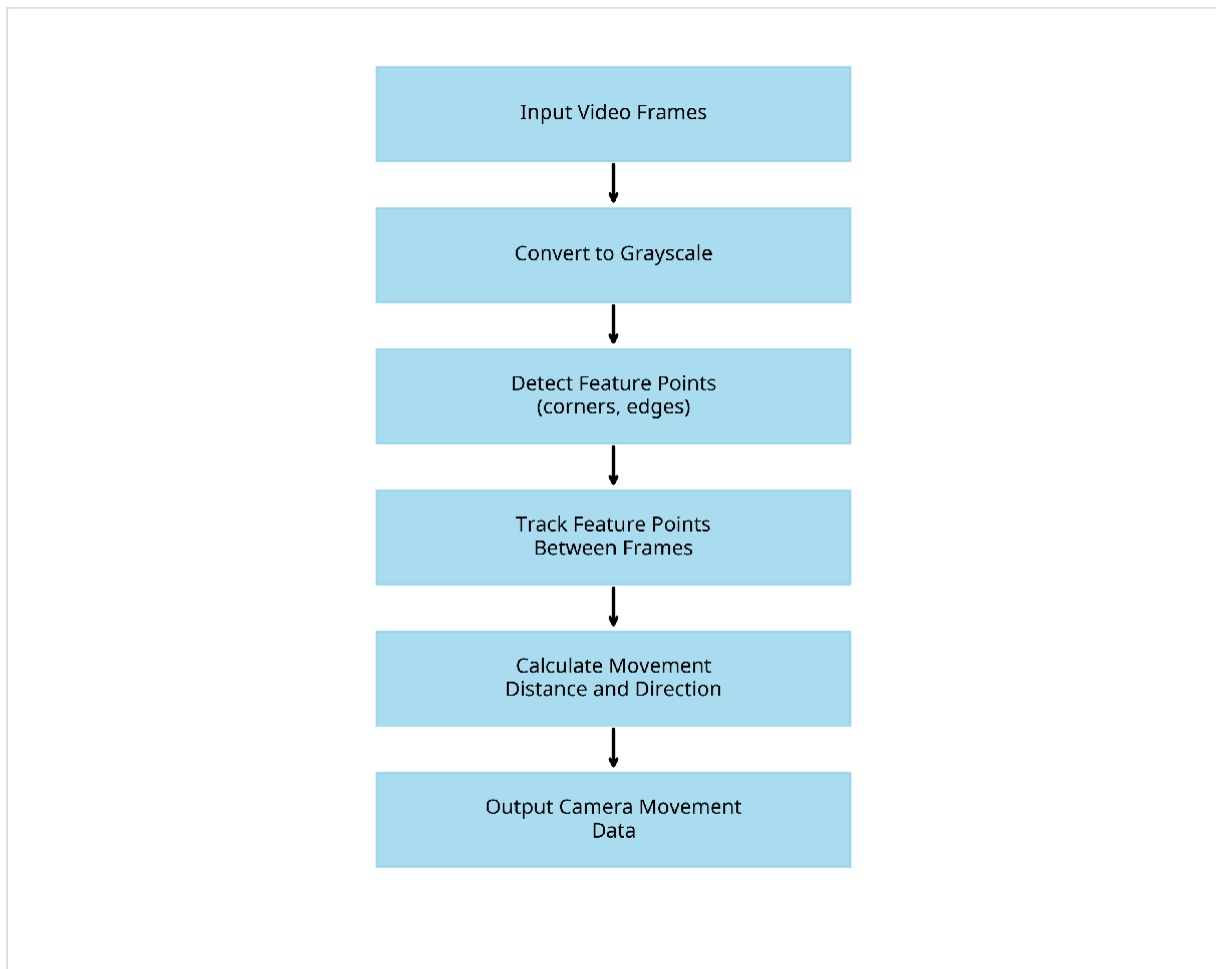 Input Video Frames
Convert to Grayscale
Detect Feature Points
(corners, edges)
Track Feature Points
Between Frames
Calculate Movement
Distance and Direction
Output Camera Movement
Data